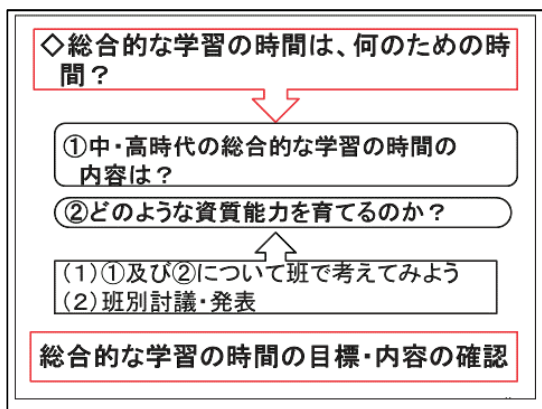 ◇総合的な学習の時間は、何のための時
間？
①中・高時代の総合的な学習の時間の
内容は？
②どのような資質能力を育てるのか？
(1)①及び②について班で考えてみよう
(2)班別討議・発表
総合的な学習の時間の目標・内容の確認